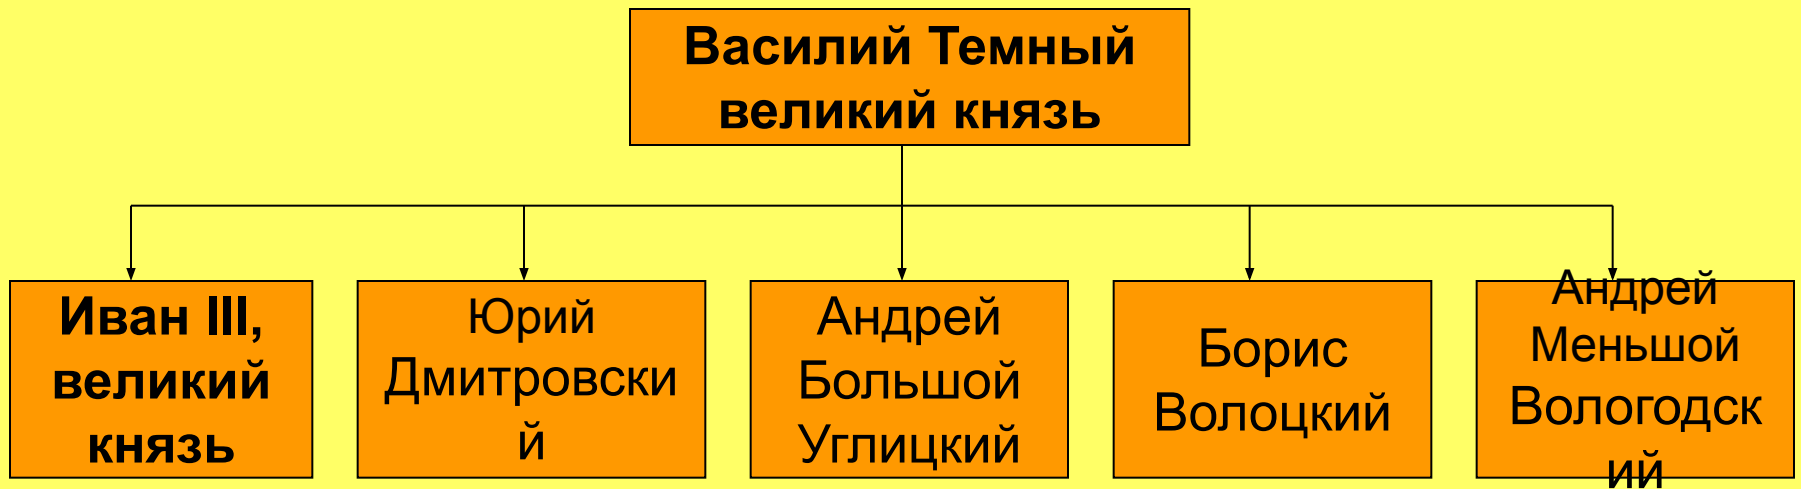 Василий Темный
великий князь
Иван III,
великий
князь
Юрий
Дмитровски
й
Андрей
Большой
Углицкий
Борис
Волоцкий
Андрей
Меньшой
Вологодск
ий